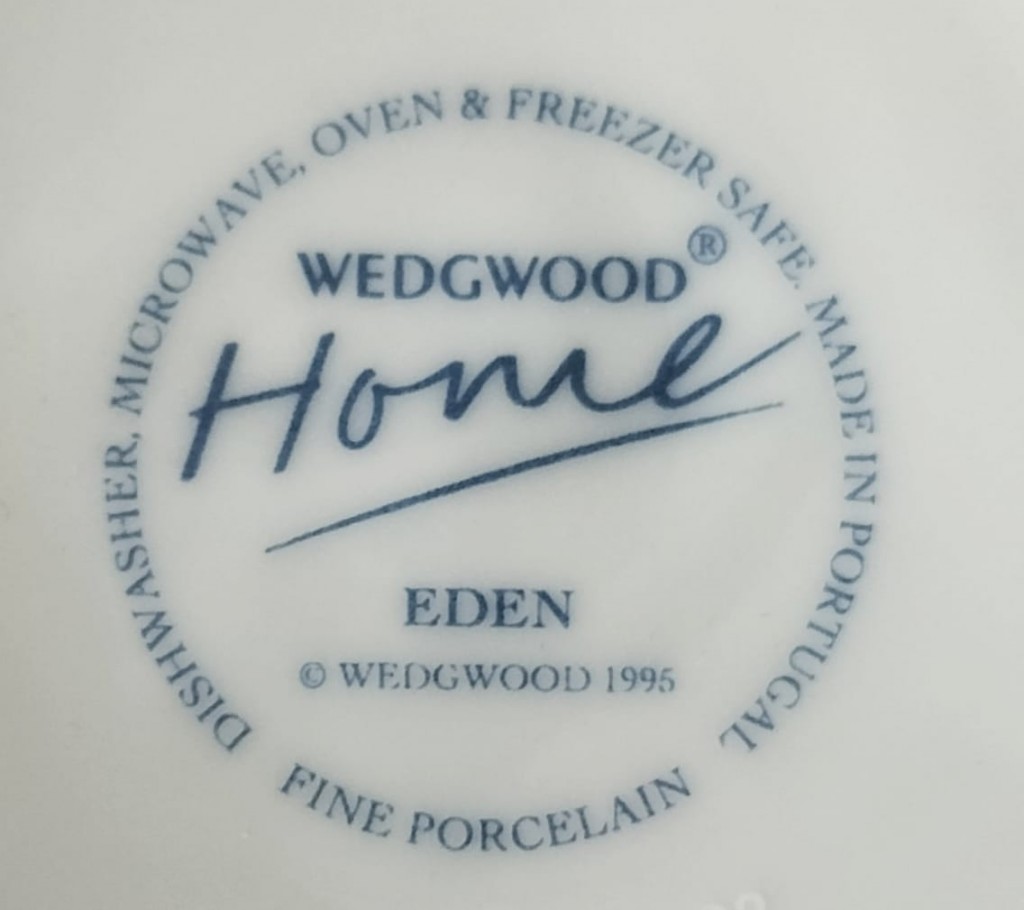 DISHWASHER, MICROWAVE, OVEN & FREEZER SAFE. MADE IN PORTUGAL
WEDGWOOD®
Home
EDEN
© WEDGWOOD 1995
FINE PORCELAIN